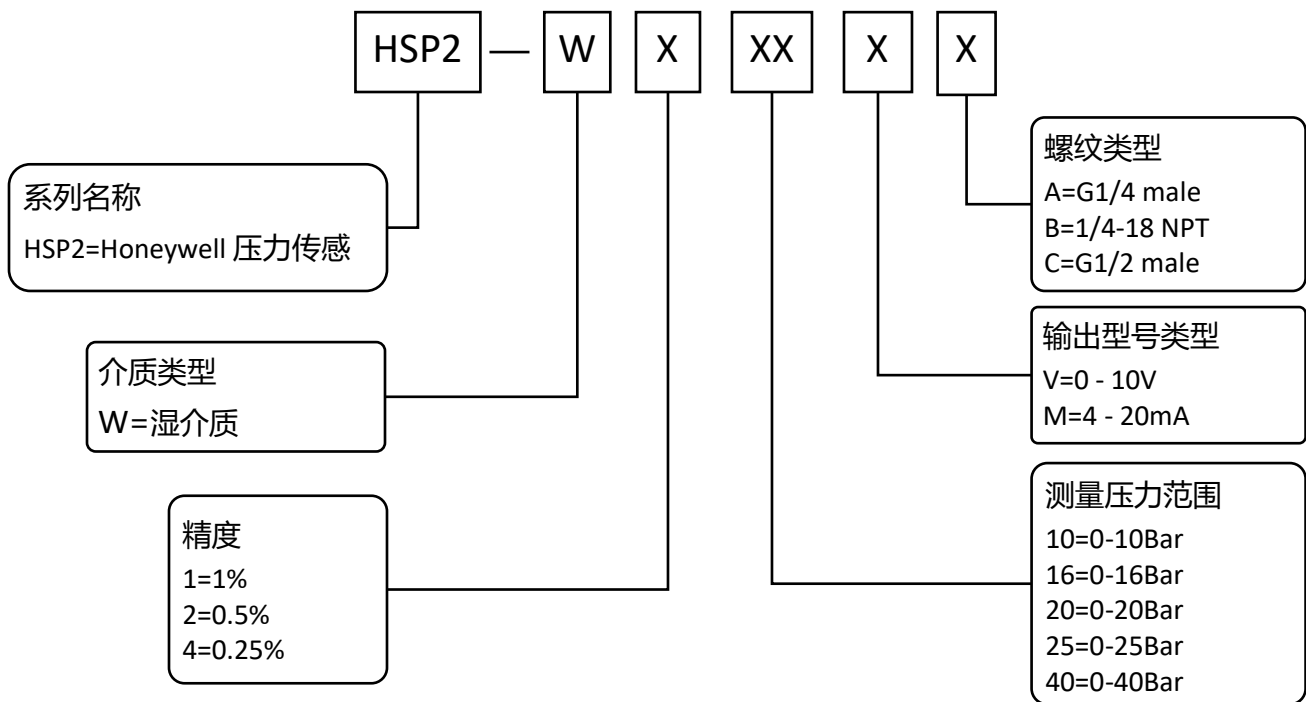 HSP2 — W X XX X X
系列名称
HSP2=Honeywell 压力传感
介质类型
W=湿介质
精度
1=1%
2=0.5%
4=0.25%
螺纹类型
A=G1/4 male
B=1/4-18 NPT
C=G1/2 male
输出型号类型
V=0 - 10V
M=4 - 20mA
测量压力范围
10=0-10Bar
16=0-16Bar
20=0-20Bar
25=0-25Bar
40=0-40Bar